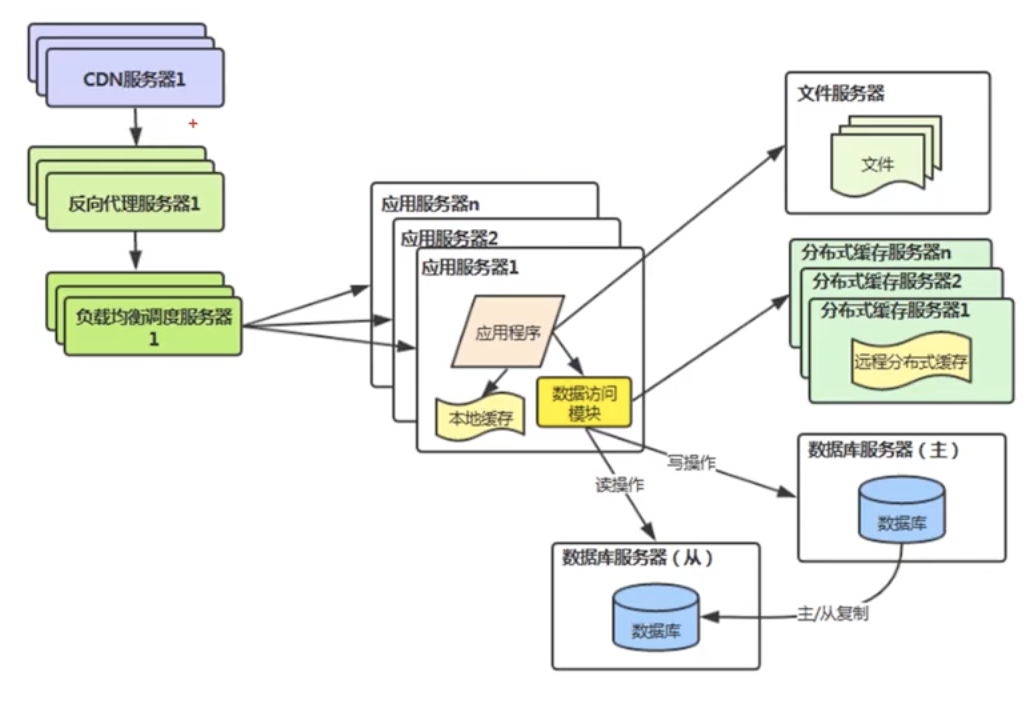 CDN服务器1
反向代理服务器1
负载均衡调度服务器
1
应用服务器n
应用服务器2
应用服务器1
应用程序
本地缓存
数据访问
模块
文件服务器
文件
分布式缓存服务器n
分布式缓存服务器2
分布式缓存服务器1
远程分布式缓存
写操作
读操作
数据库服务器（主）
数据库
数据库服务器（从）
数据库
主/从复制